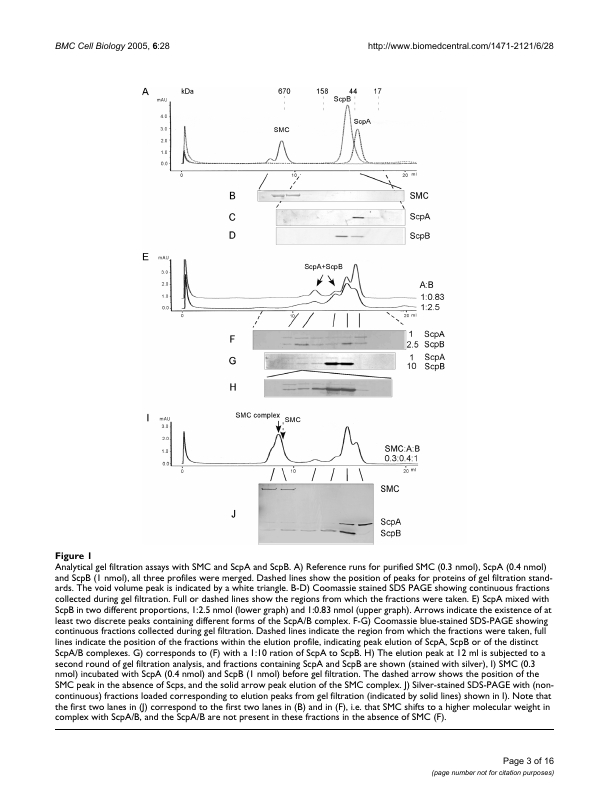 BMC Cell Biology 2005, 6:28
http://www.biomedcentral.com/1471-2121/6/28
A
kDa
670
158
44
17
mAU
ScpB
ScpA
SMC
4.0
3.0
2.0
1.0
0.0
0
10
20 ml
B
SMC
C
ScpA
D
ScpB
E
mAU
ScpA+ScpB
3.0
2.0
1.0
0.0
A:B
1:0.83
1:2.5
0
10
20 ml
F
1 ScpA
2.5 ScpB
G
1 ScpA
10 ScpB
H
I
mAU
SMC complex
SMC
3.0
2.0
1.0
0.0
SMC:A:B
0.3:0.4:1
0
10
20 ml
J
SMC
ScpA
ScpB
Figure 1
Analytical gel filtration assays with SMC and ScpA and ScpB. A) Reference runs for purified SMC (0.3 nmol), ScpA (0.4 nmol)
and ScpB (1 nmol), all three profiles were merged. Dashed lines show the position of peaks for proteins of gel filtration stand-
ards. The void volume peak is indicated by a white triangle. B-D) Coomassie stained SDS PAGE showing continuous fractions
collected during gel filtration. Full or dashed lines show the regions from which the fractions were taken. E) ScpA mixed with
ScpB in two different proportions, 1:2.5 nmol (lower graph) and 1:0.83 nmol (upper graph). Arrows indicate the existence of at
least two discrete peaks containing different forms of the ScpA/B complex. F-G) Coomassie blue-stained SDS-PAGE showing
continuous fractions collected during gel filtration. Dashed lines indicate the region from which the fractions were taken, full
lines indicate the position of the fractions within the elution profile, indicating peak elution of ScpA, ScpB or of the distinct
ScpA/B complexes. G) corresponds to (F) with a 1:10 ration of ScpA to ScpB. H) The elution peak at 12 ml is subjected to a
second round of gel filtration analysis, and fractions containing ScpA and ScpB are shown (stained with silver), I) SMC (0.3
nmol) incubated with ScpA (0.4 nmol) and ScpB (1 nmol) before gel filtration. The dashed arrow shows the position of the
SMC peak in the absence of Scps, and the solid arrow peak elution of the SMC complex. J) Silver-stained SDS-PAGE with (non-
continuous) fractions loaded corresponding to elution peaks from gel filtration (indicated by solid lines) shown in I). Note that
the first two lanes in (J) correspond to the first two lanes in (B) and in (F), i.e. that SMC shifts to a higher molecular weight in
complex with ScpA/B, and the ScpA/B are not present in these fractions in the absence of SMC (F).
Page 3 of 16
(page number not for citation purposes)